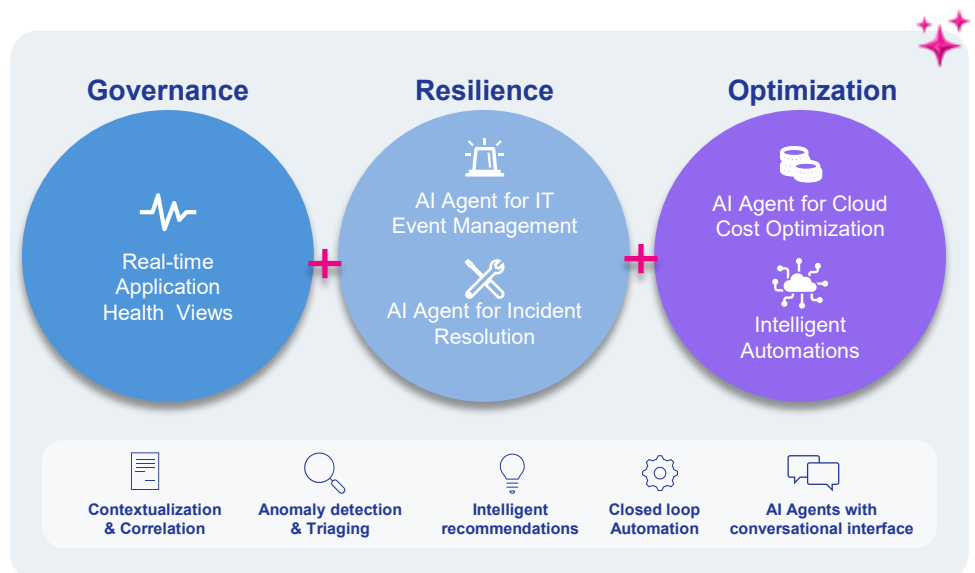 Governance
Resilience
Optimization
Real-time
Application
Health Views
AI Agent for IT
Event Management
AI Agent for Incident
Resolution
AI Agent for Cloud
Cost Optimization
Intelligent
Automations
Contextualization
& Correlation
Anomaly detection
& Triaging
Intelligent
recommendations
Closed loop
Automation
AI Agents with
conversational interface